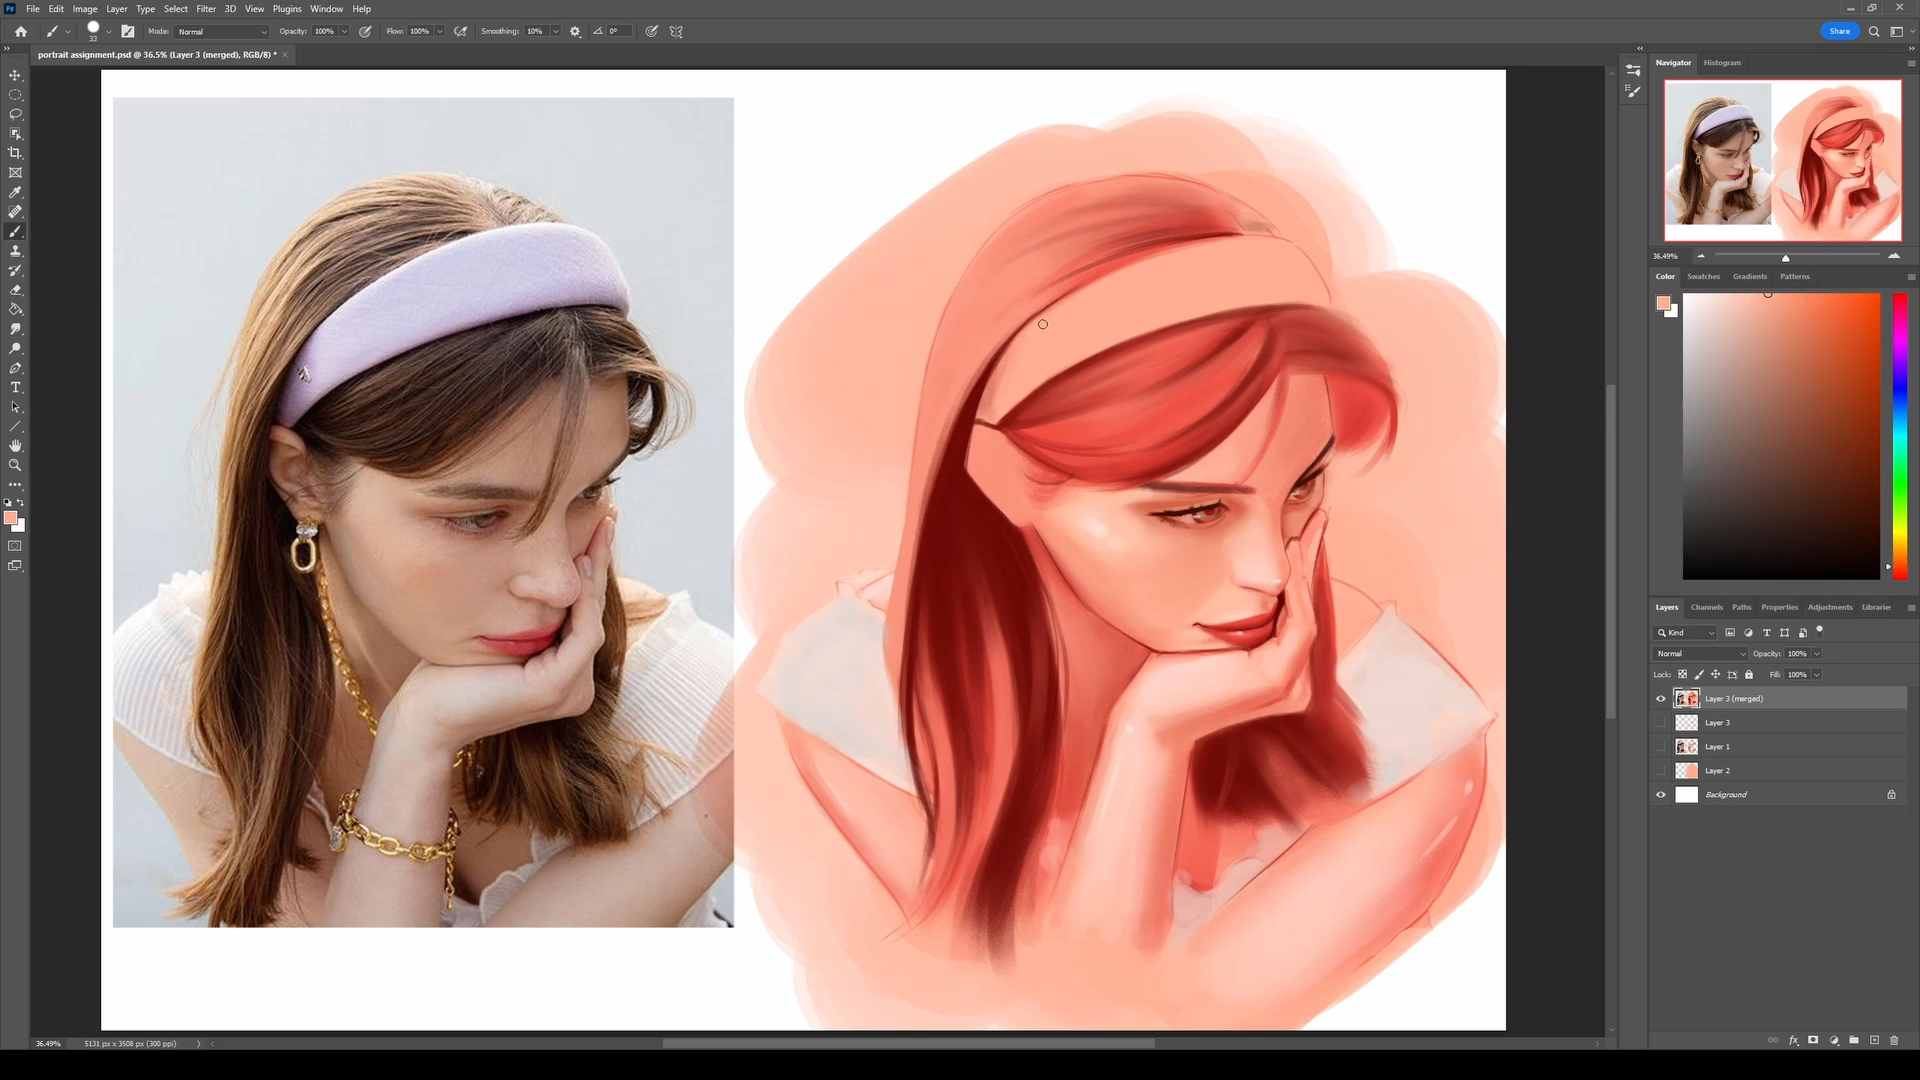 Ps File Edit Image Layer Type Select Filter 3D View Plugins Window Help
33 Mode: Normal Opacity: 100% Flow: 100% Smoothing: 10% 0° Share
portrait assignment.psd @ 36.5% (Layer 3 (merged), RGB/8) * ×
Navigator Histogram
36.49%
Color Swatches Gradients Patterns
Layers Channels Paths Properties Adjustments Libraries
Kind
Normal Opacity: 100%
Lock: Fill: 100%
Layer 3 (merged)
Layer 3
Layer 1
Layer 2
Background
36.49% 5131 px x 3508 px (300 ppi)